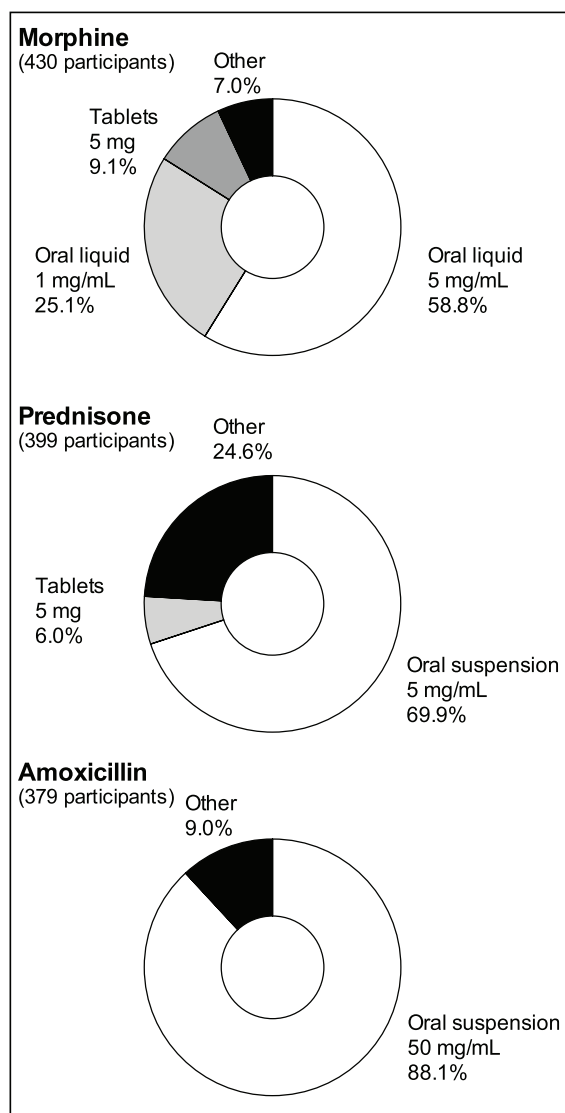 Morphine
(430 participants)
Other
7.0%
Tablets
5 mg
9.1%
Oral liquid
1 mg/mL
25.1%
Oral liquid
5 mg/mL
58.8%
Prednisone
(399 participants)
Other
24.6%
Tablets
5 mg
6.0%
Oral suspension
5 mg/mL
69.9%
Amoxicillin
(379 participants)
Other
9.0%
Oral suspension
50 mg/mL
88.1%